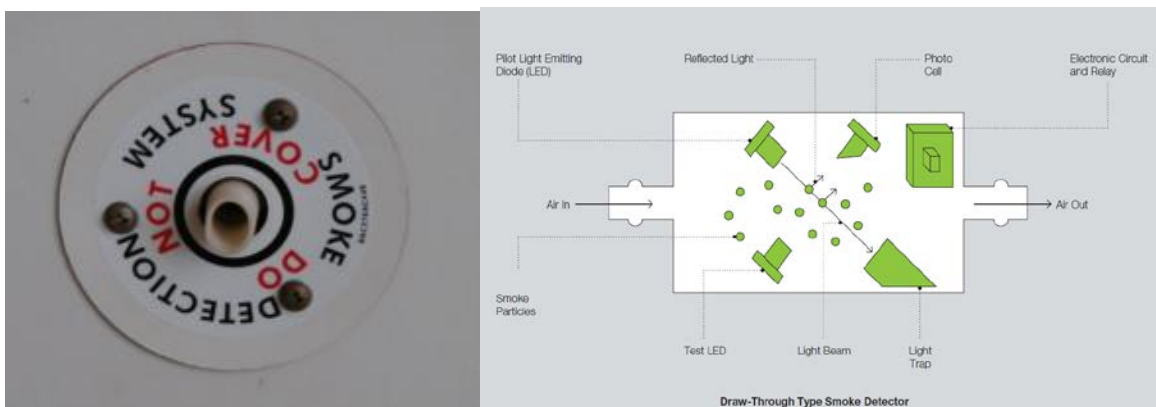 SMOKE DETECTION SYSTEM
DO NOT COVER
Pilot Light Emitting
Diode (LED)
Reflected Light
Photo
Cell
Electronic Circuit
and Relay
Air In
Air Out
Smoke
Particles
Test LED
Light Beam
Light
Trap
Draw-Through Type Smoke Detector